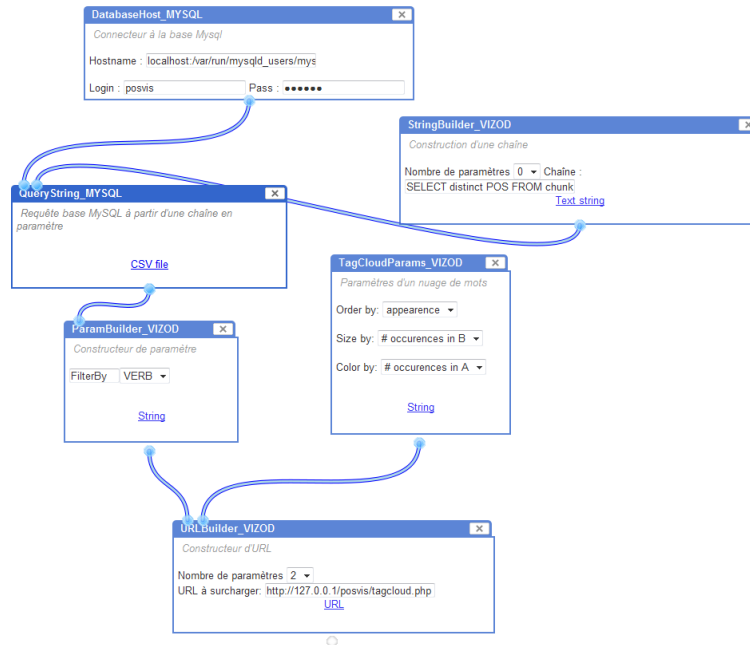 DatabaseHost_MYSQL
Connecteur à la base Mysql
Hostname : localhost:/var/run/mysqld_users/mys
Login : posvis Pass : ●●●●●●
StringBuilder_VIZOD
Construction d'une chaîne
Nombre de paramètres 0 Chaîne :
SELECT distinct POS FROM chunk
Text string
QueryString_MYSQL
Requête base MySQL à partir d'une chaîne en
paramètre
CSV file
TagCloudParams_VIZOD
Paramètres d'un nuage de mots
Order by: appearence
Size by: # occurences in B
Color by: # occurences in A
String
ParamBuilder_VIZOD
Constructeur de paramètre
FilterBy VERB
String
URLBuilder_VIZOD
Constructeur d'URL
Nombre de paramètres 2
URL à surcharger: http://127.0.0.1/posvis/tagcloud.php
URL